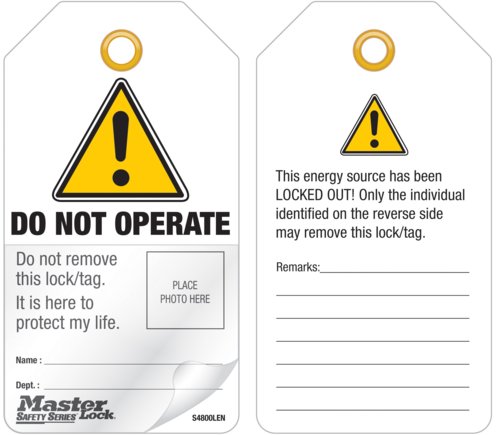 DO NOT OPERATE
Do not remove
this lock/tag.
It is here to
protect my life.
PLACE
PHOTO HERE
Name :
Dept. :
Master Lock
SAFETY SERIES
S4800LEN
This energy source has been
LOCKED OUT! Only the individual
identified on the reverse side
may remove this lock/tag.
Remarks: